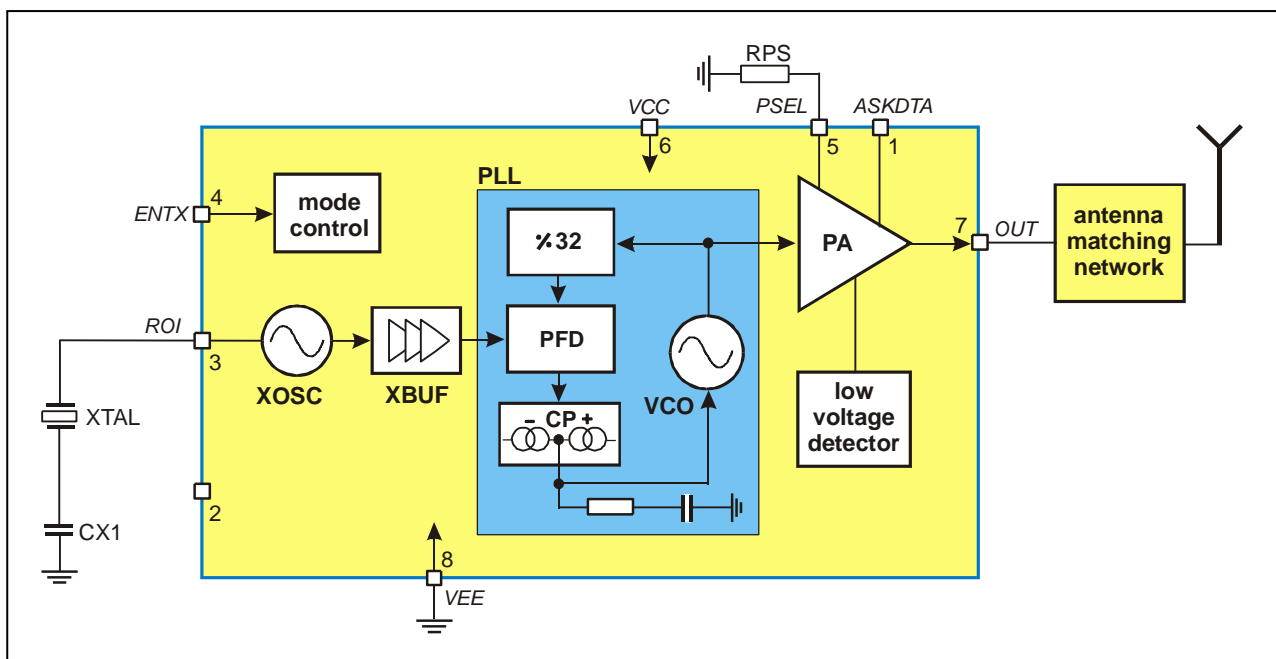 RPS
VCC
PSEL
ASKDTA
6
5
1
PLL
ENTX
4
mode
control
٪32
PA
7
OUT
antenna
matching
network
ROI
3
XOSC
XBUF
PFD
VCO
low
voltage
detector
- CP +
XTAL
2
CX1
8
VEE